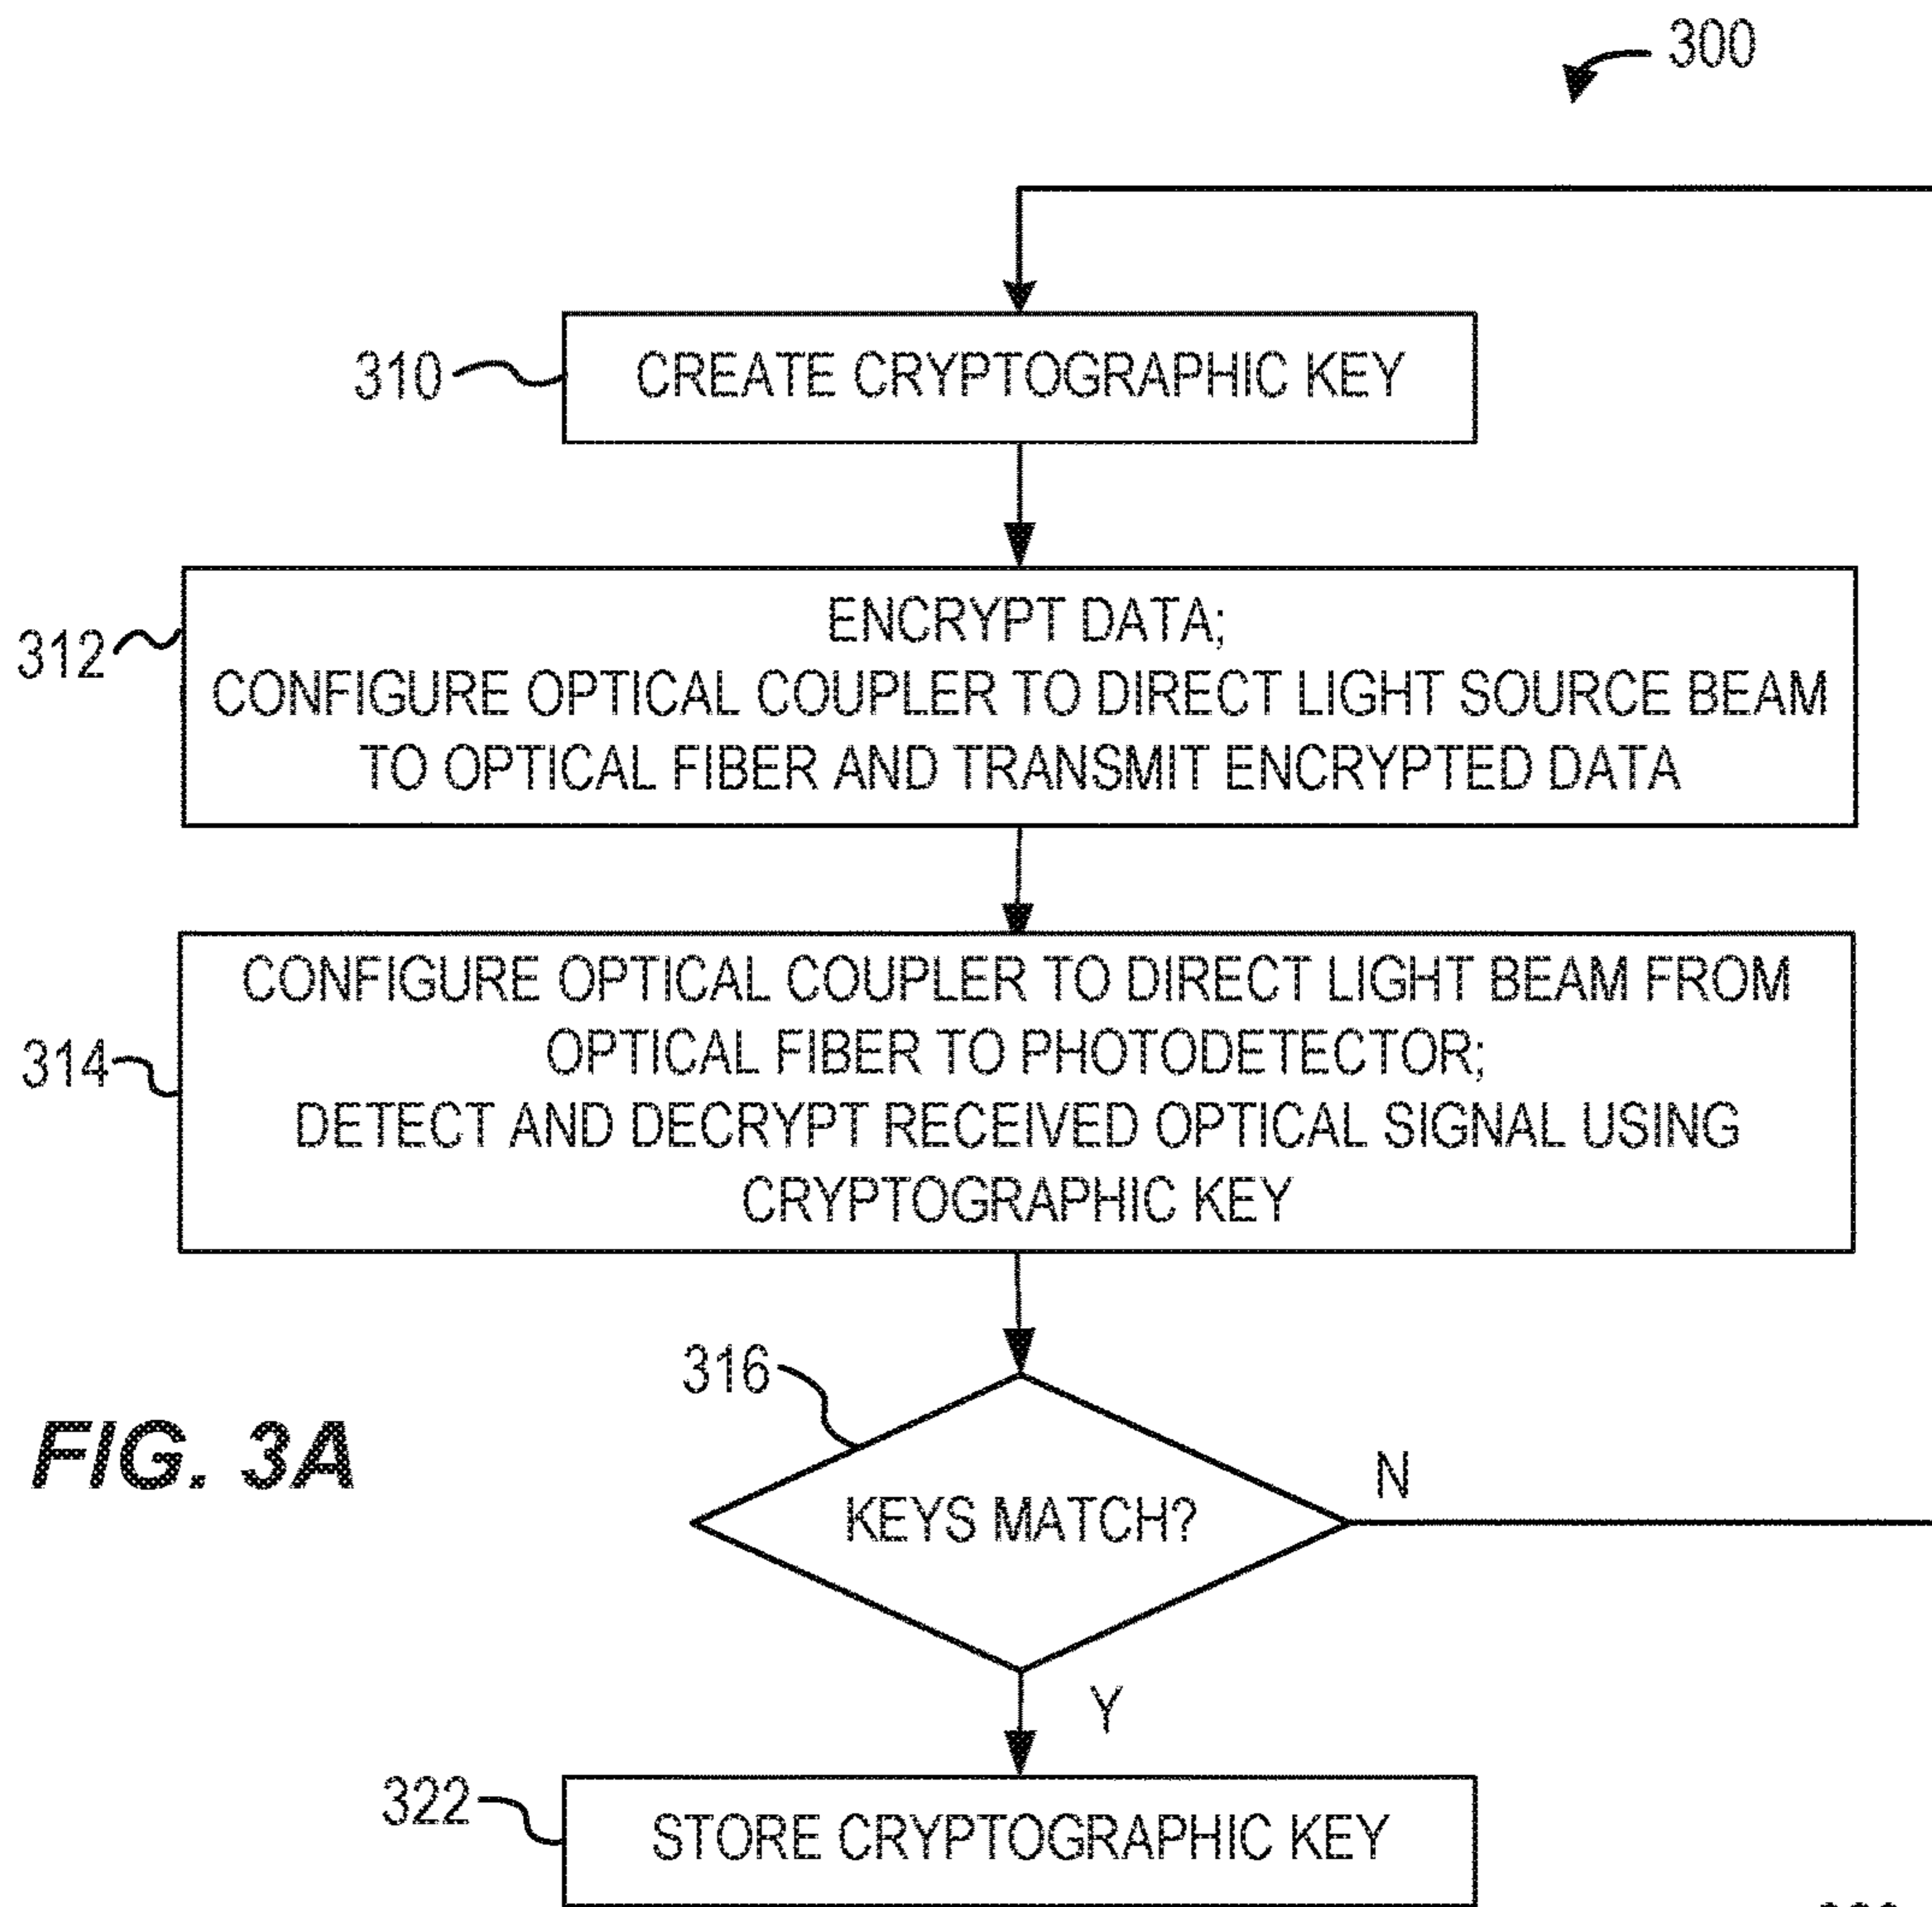 300
310
CREATE CRYPTOGRAPHIC KEY
312
ENCRYPT DATA;
CONFIGURE OPTICAL COUPLER TO DIRECT LIGHT SOURCE BEAM
TO OPTICAL FIBER AND TRANSMIT ENCRYPTED DATA
314
CONFIGURE OPTICAL COUPLER TO DIRECT LIGHT BEAM FROM
OPTICAL FIBER TO PHOTODETECTOR;
DETECT AND DECRYPT RECEIVED OPTICAL SIGNAL USING
CRYPTOGRAPHIC KEY
316
FIG. 3A
KEYS MATCH?
N
Y
322
STORE CRYPTOGRAPHIC KEY